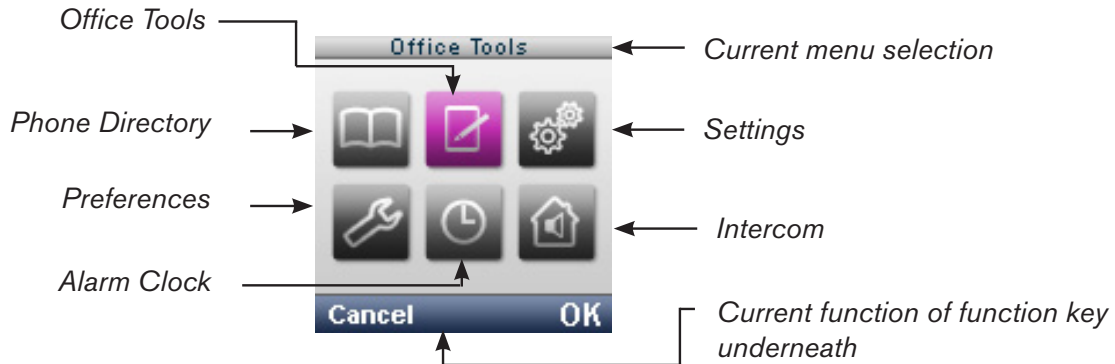 Office Tools
Office Tools
Current menu selection
Phone Directory
Settings
Preferences
Intercom
Alarm Clock
Cancel
OK
Current function of function key
underneath